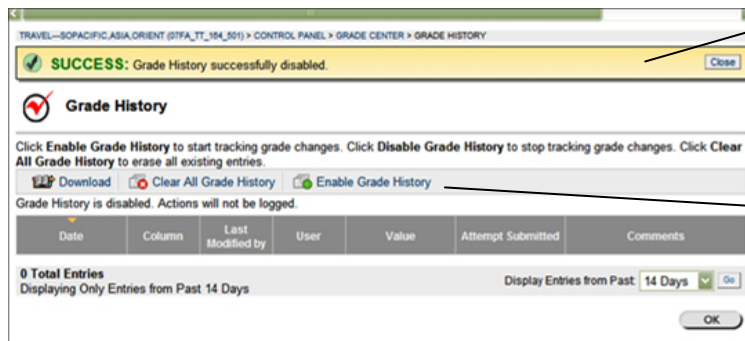 TRAVEL—SOPACIFIC,ASIA,ORIENT (07FA_TT_164_501) > CONTROL PANEL > GRADE CENTER > GRADE HISTORY
SUCCESS: Grade History successfully disabled.
Close
Grade History
Click Enable Grade History to start tracking grade changes. Click Disable Grade History to stop tracking grade changes. Click Clear
All Grade History to erase all existing entries.
Download Clear All Grade History Enable Grade History
Grade History is disabled. Actions will not be logged.
Date Column Last Modified by User Value Attempt Submitted Comments
0 Total Entries
Displaying Only Entries from Past 14 Days
Display Entries from Past: 14 Days Go
OK